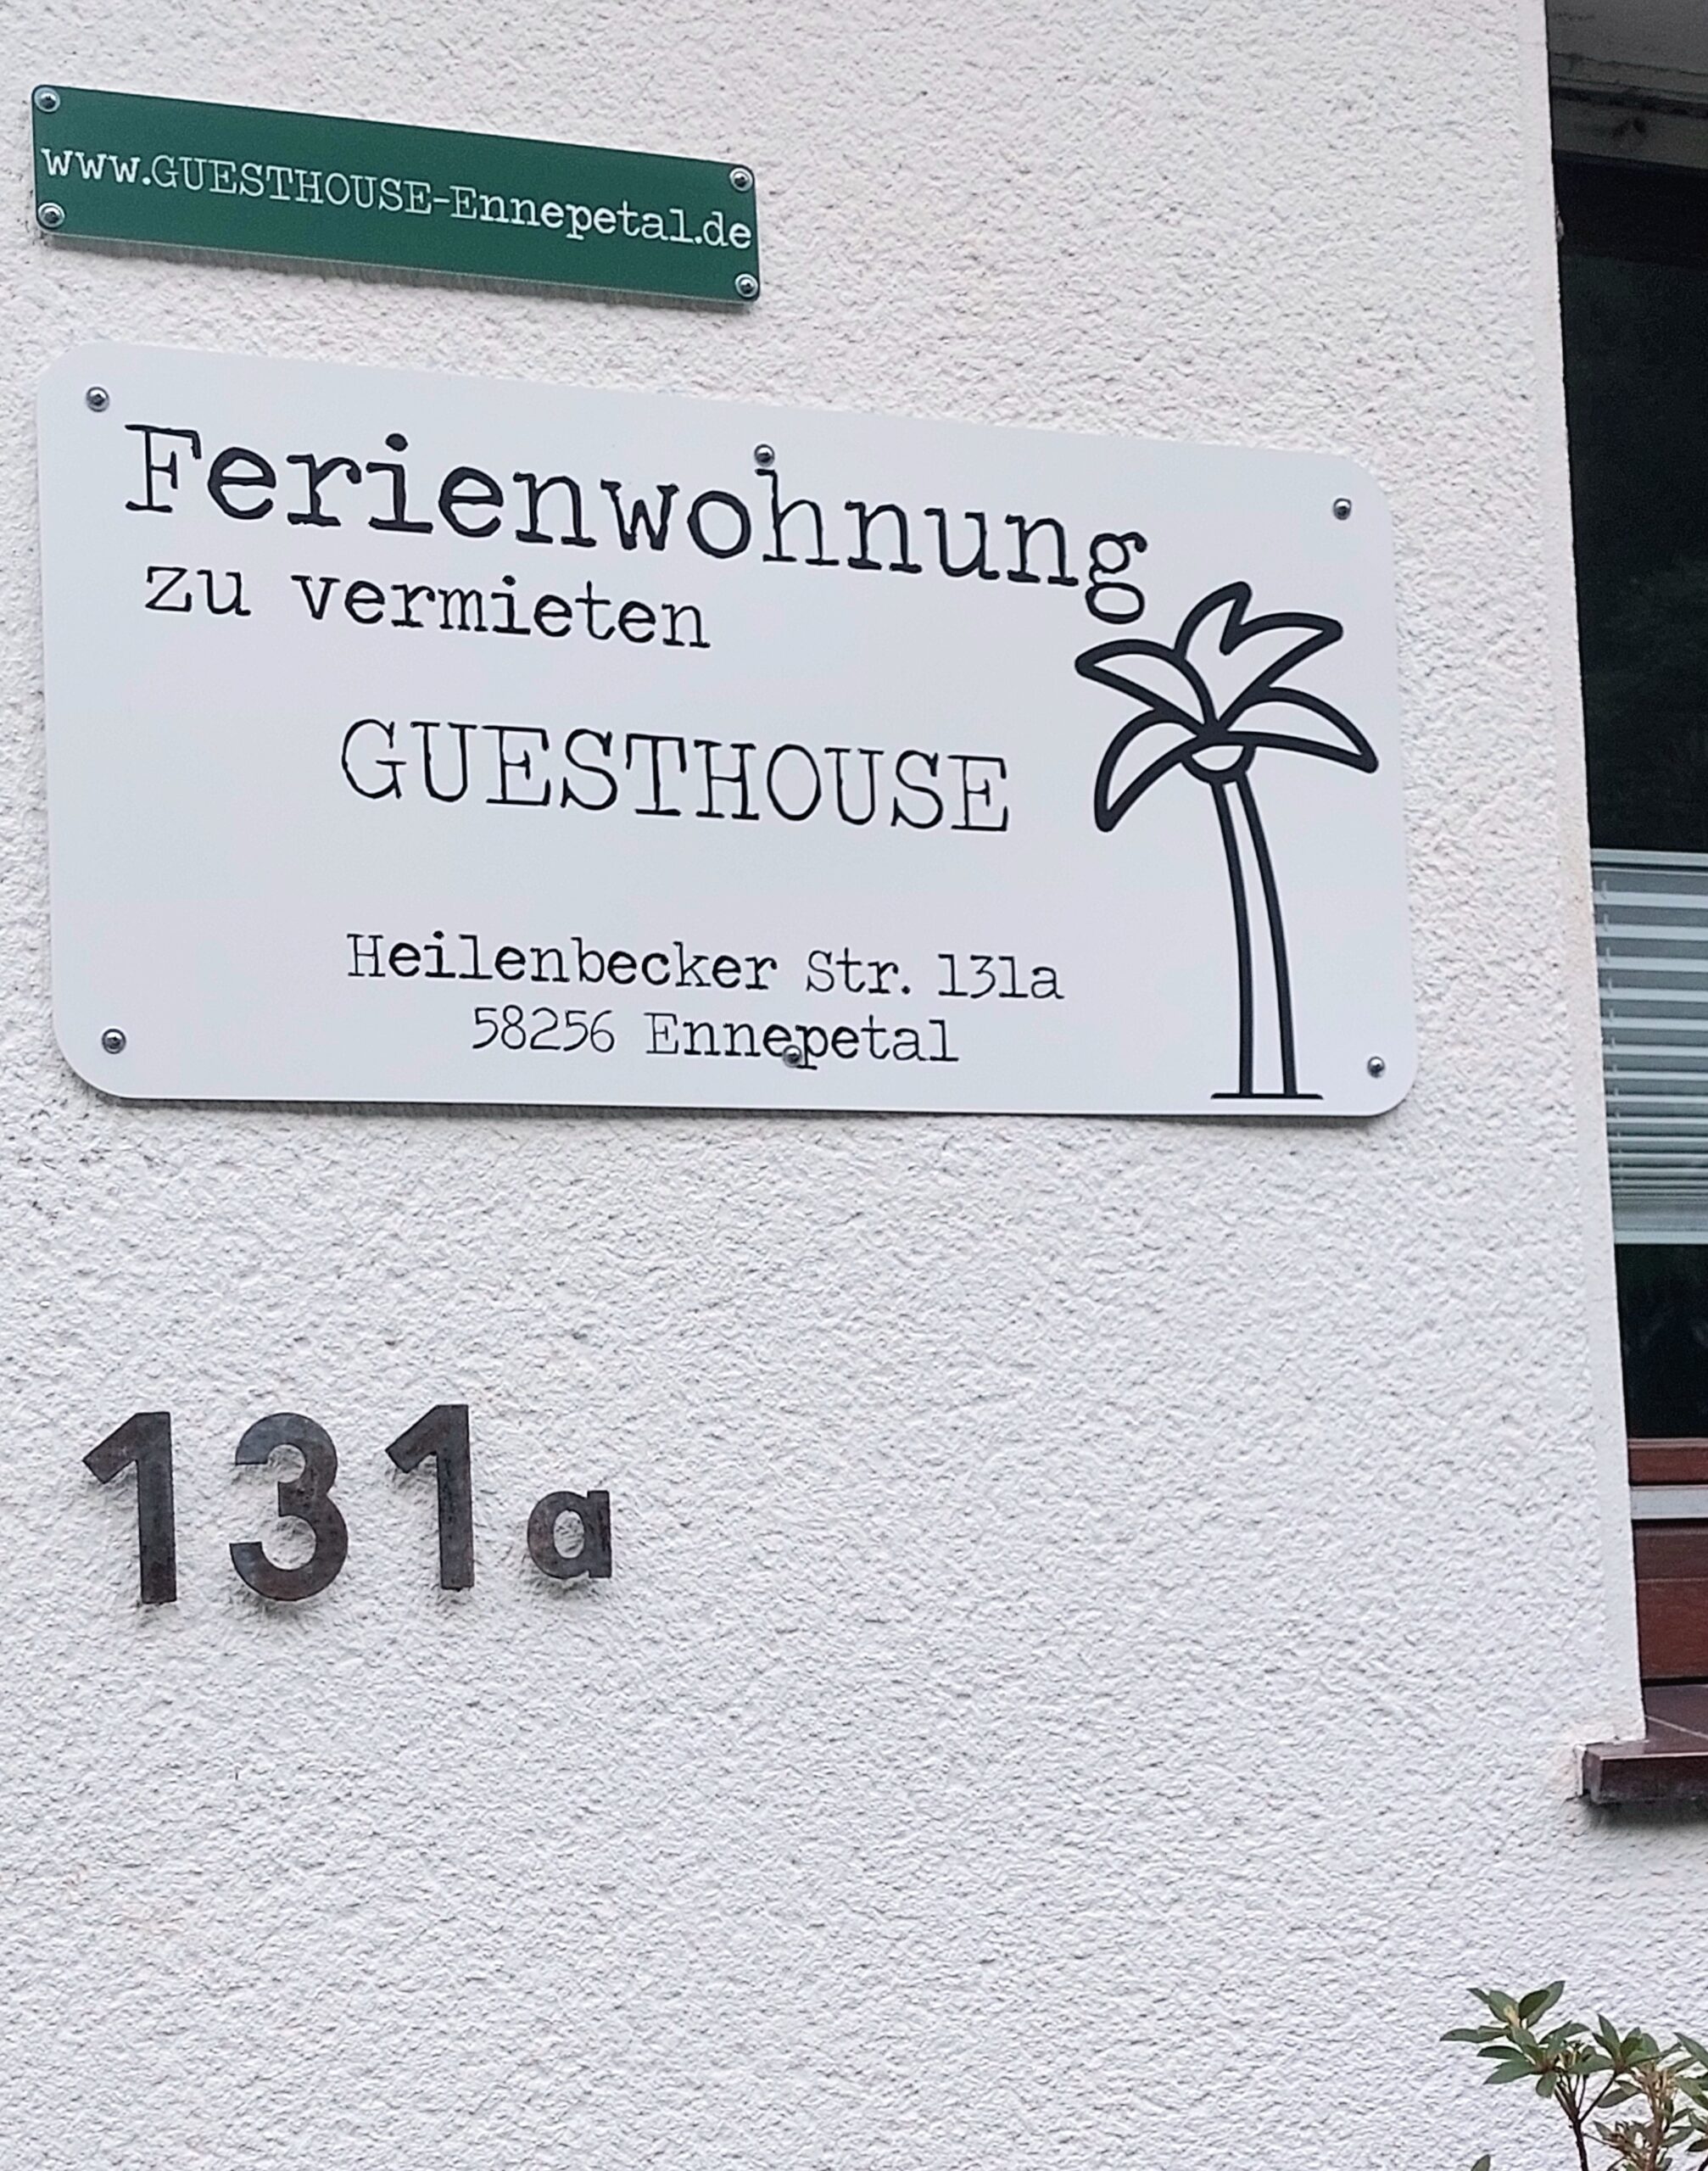 www.GUESTHOUSE-Ennepetal.de
Ferienwohnung
zu vermieten
GUESTHOUSE
Heilenbecker Str. 131a
58256 Ennepetal
131a